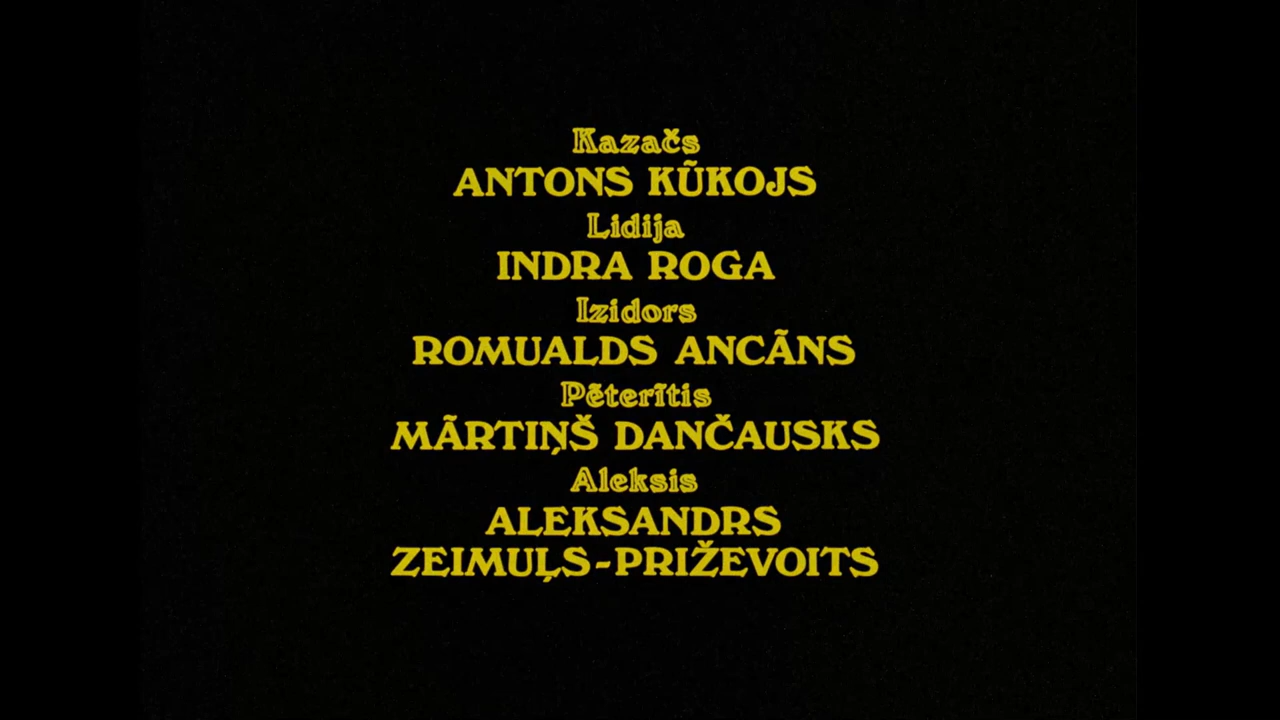 Kazačs
ANTONS KŪKOJS
Lidija
INDRA ROGA
Izidors
ROMUALDS ANCĀNS
Pēterītis
MĀRTIŅŠ DANČAUSKS
Aleksis
ALEKSANDRS
ZEIMUĻS-PRIŽEVOITS